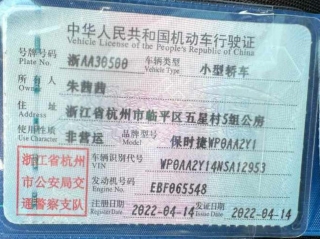 中华人民共和国机动车行驶证
Vehicle License of the People's Republic of China
号牌号码 浙AA30500 车辆类型 小型轿车
Plate No. Vehicle Type
所有人 朱茜茜
Owner
住址 浙江省杭州市临平区五星村5组公房
Address
使用性质 非营运 品牌型号 保时捷WP0AA2Y1
Use Character Model
浙江省杭州
市公安局交
通警察支队
车辆识别代号 WP0AA2Y14NSA12953
VIN
发动机号码 EBF065548
Engine No.
注册日期 2022-04-14 发证日期 2022-04-14
Register Date Issue Date